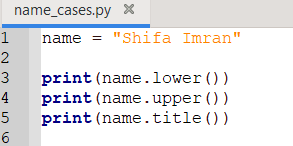 name_cases.py ×
1 name = "Shifa Imran"
2
3 print(name.lower())
4 print(name.upper())
5 print(name.title())
6